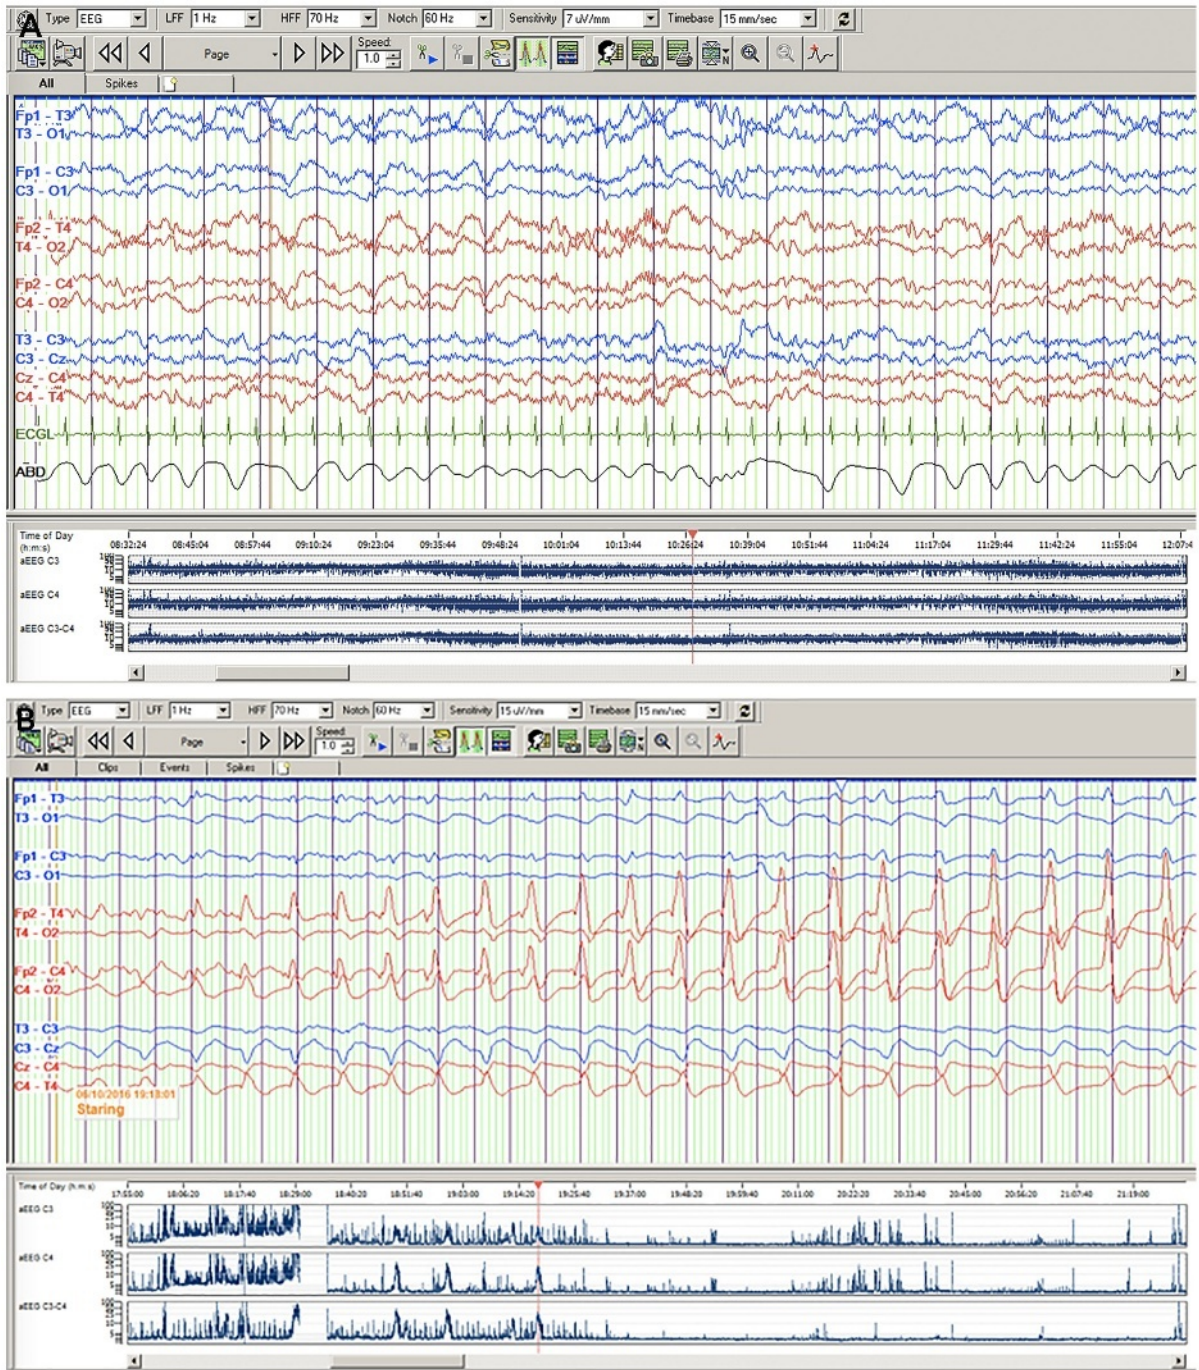 A
Type EEG LFF 1 Hz HFF 70 Hz Notch 60 Hz Sensitivity 7 uV/mm Timebase 15 mm/sec
Page Speed: 1.0 N
All Spikes
Fp1 - T3
T3 - O1
Fp1 - C3
C3 - O1
Fp2 - T4
T4 - O2
Fp2 - C4
C4 - O2
T3 - C3
C3 - Cz
Cz - C4
C4 - T4
ECGL
ABD
Time of Day
(h:m:s)
08:32:24 08:45:04 08:57:44 09:10:24 09:23:04 09:35:44 09:48:24 10:01:04 10:13:44 10:26:24 10:39:04 10:51:44 11:04:24 11:17:04 11:29:44 11:42:24 11:55:04 12:07:4
aEEG C3
aEEG C4
aEEG C3-C4
B
Type EEG LFF 1 Hz HFF 70 Hz Notch 60 Hz Sensitivity 15 uV/mm Timebase 15 mm/sec
Page Speed: 1.0 N
All Clips Events Spikes
Fp1 - T3
T3 - O1
Fp1 - C3
C3 - O1
Fp2 - T4
T4 - O2
Fp2 - C4
C4 - O2
T3 - C3
C3 - Cz
Cz - C4
C4 - T4
Staring
Time of Day (h:m:s)
17:55:00 18:06:20 18:17:40 18:29:00 18:40:20 18:51:40 19:03:00 19:14:20 19:25:40 19:37:00 19:48:20 19:59:40 20:11:00 20:22:20 20:33:40 20:45:00 20:56:20 21:07:40 21:19:00
aEEG C3
aEEG C4
aEEG C3-C4